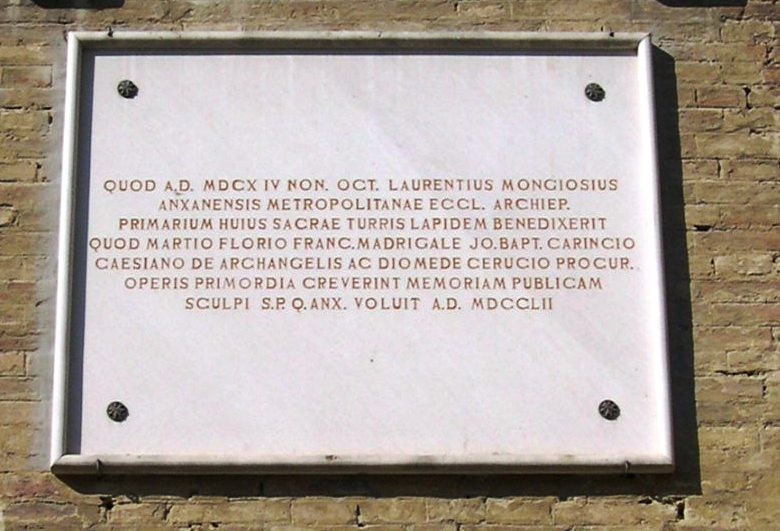 QUOD A.D. MDCX IV NON. OCT. LAURENTIUS MONGIOSIUS
ANXANENSIS METROPOLITANAE ECCL. ARCHIEP.
PRIMARIUM HUIUS SACRAE TURRIS LAPIDEM BENEDIXERIT
QUOD MARTIO FLORIO FRANC. MADRIGALE JO. BAPT. CARINCIO
CAESIANO DE ARCHANGELIS AC DIOMEDE CERUCIO PROCUR.
OPERIS PRIMORDIA CREVERINT MEMORIAM PUBLICAM
SCULPI S.P.Q. ANX. VOLUIT A.D. MDCCLII